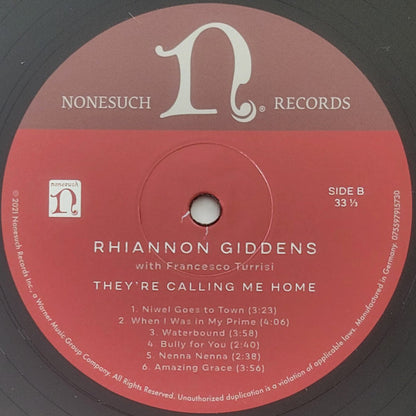 NONESUCH n® RECORDS
nonesuch
n
SIDE B
33 ⅓
RHIANNON GIDDENS
with Francesco Turrisi
THEY'RE CALLING ME HOME
1. Niwel Goes to Town (3:23)
2. When I Was in My Prime (4:06)
3. Waterbound (3:58)
4. Bully for You (2:40)
5. Nenna Nenna (2:38)
6. Amazing Grace (3:56)
℗ 2021 Nonesuch Records Inc., a Warner Music Group Company. All Rights Reserved. Unauthorized duplication is a violation of applicable laws. Manufactured in Germany. 075597915730